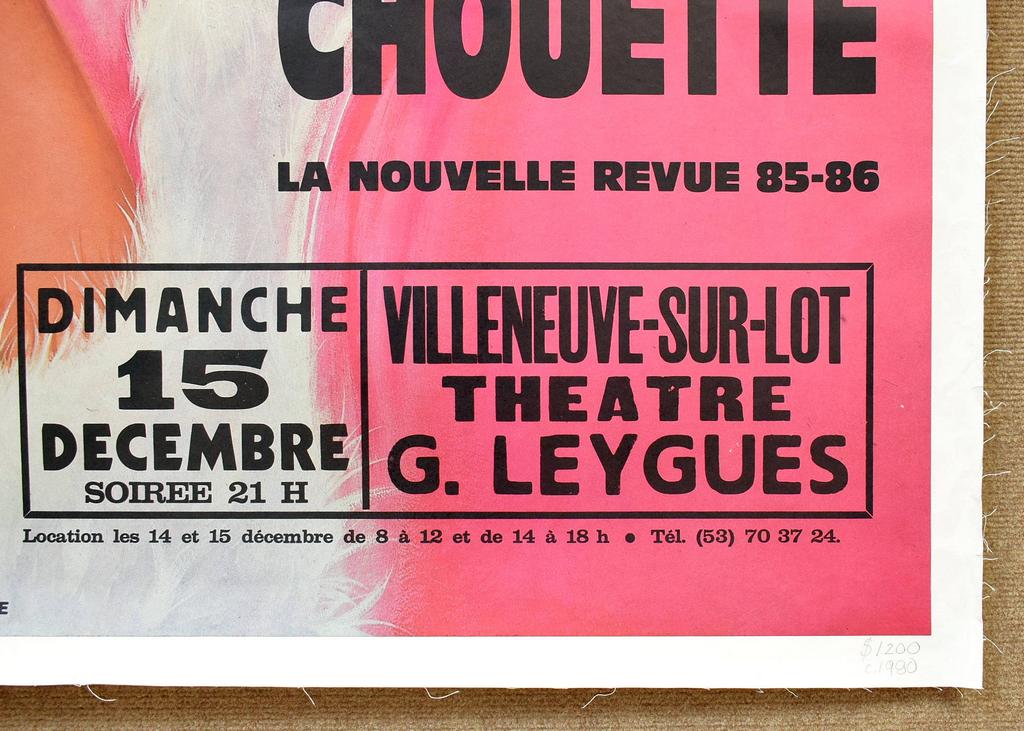 CHOUETTE
LA NOUVELLE REVUE 85-86
DIMANCHE
15
DECEMBRE
SOIREE 21 H
VILLENEUVE-SUR-LOT
THEATRE
G. LEYGUES
Location les 14 et 15 décembre de 8 à 12 et de 14 à 18 h ● Tél. (53) 70 37 24.
E
$1200
c.1980